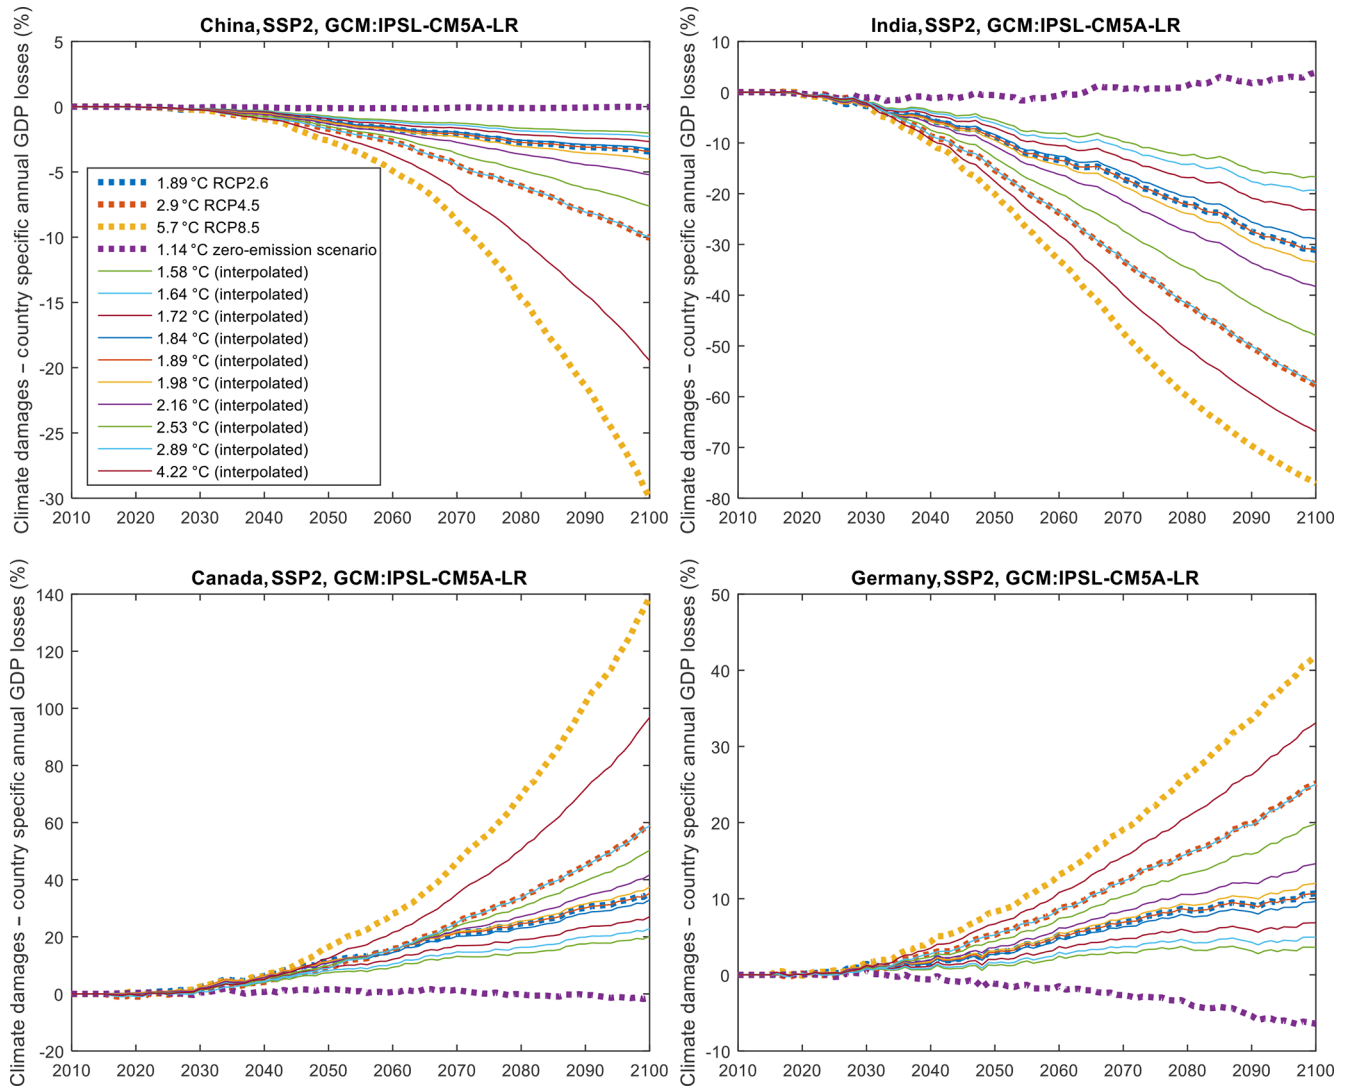 China, SSP2, GCM:IPSL-CM5A-LR
Climate damages − country specific annual GDP losses (%)
5
0
-5
-10
-15
-20
-25
-30
2010 2020 2030 2040 2050 2060 2070 2080 2090 2100
1.89 °C RCP2.6
2.9 °C RCP4.5
5.7 °C RCP8.5
1.14 °C zero-emission scenario
1.58 °C (interpolated)
1.64 °C (interpolated)
1.72 °C (interpolated)
1.84 °C (interpolated)
1.89 °C (interpolated)
1.98 °C (interpolated)
2.16 °C (interpolated)
2.53 °C (interpolated)
2.89 °C (interpolated)
4.22 °C (interpolated)
India, SSP2, GCM:IPSL-CM5A-LR
Climate damages − country specific annual GDP losses (%)
10
0
-10
-20
-30
-40
-50
-60
-70
-80
2010 2020 2030 2040 2050 2060 2070 2080 2090 2100
Canada, SSP2, GCM:IPSL-CM5A-LR
Climate damages − country specific annual GDP losses (%)
140
120
100
80
60
40
20
0
-20
2010 2020 2030 2040 2050 2060 2070 2080 2090 2100
Germany, SSP2, GCM:IPSL-CM5A-LR
Climate damages − country specific annual GDP losses (%)
50
40
30
20
10
0
-10
2010 2020 2030 2040 2050 2060 2070 2080 2090 2100